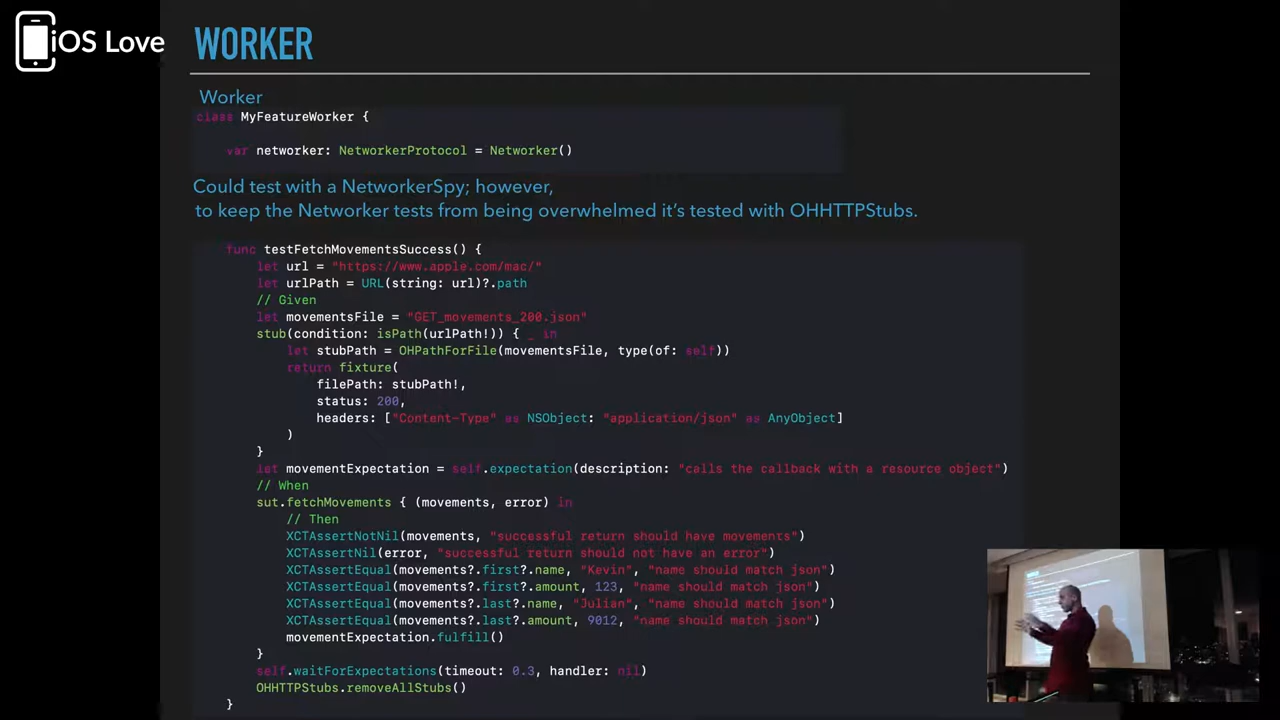 iOS Love
WORKER
Worker
class MyFeatureWorker {
var networker: NetworkerProtocol = Networker()
Could test with a NetworkerSpy; however,
to keep the Networker tests from being overwhelmed it's tested with OHHTTPStubs.
func testFetchMovementsSuccess() {
let url = "https://www.apple.com/mac/"
let urlPath = URL(string: url)?.path
// Given
let movementsFile = "GET_movements_200.json"
stub(condition: isPath(urlPath!)) { _ in
let stubPath = OHPathForFile(movementsFile, type(of: self))
return fixture(
filePath: stubPath!,
status: 200,
headers: ["Content-Type" as NSObject: "application/json" as AnyObject]
)
}
let movementExpectation = self.expectation(description: "calls the callback with a resource object")
// When
sut.fetchMovements { (movements, error) in
// Then
XCTAssertNotNil(movements, "successful return should have movements")
XCTAssertNil(error, "successful return should not have an error")
XCTAssertEqual(movements?.first?.name, "Kevin", "name should match json")
XCTAssertEqual(movements?.first?.amount, 123, "name should match json")
XCTAssertEqual(movements?.last?.name, "Julian", "name should match json")
XCTAssertEqual(movements?.last?.amount, 9012, "name should match json")
movementExpectation.fulfill()
}
self.waitForExpectations(timeout: 0.3, handler: nil)
OHHTTPStubs.removeAllStubs()
}